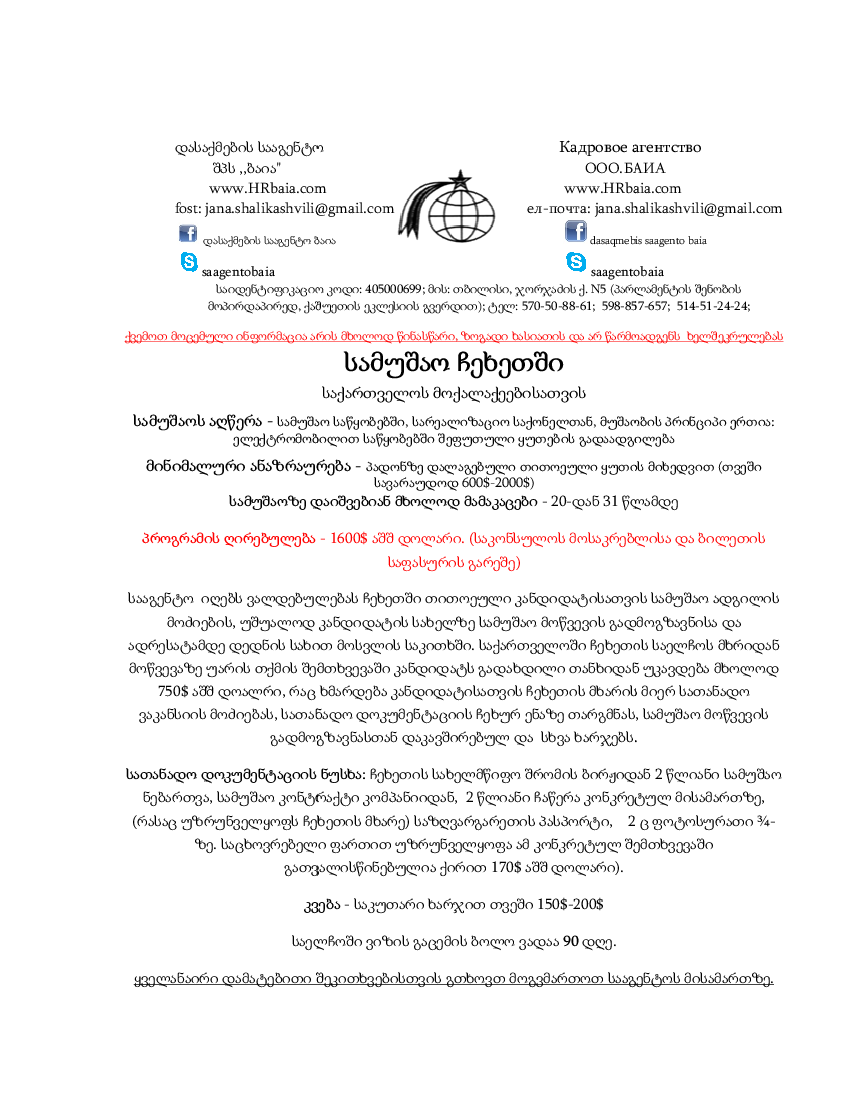 დასაქმების სააგენტო
შპს ,,ბაია"
www.HRbaia.com
fost: jana.shalikashvili@gmail.com
დასაქმების სააგენტო ბაია
saagentobaia
Кадровое агентство
ООО.БАИА
www.HRbaia.com
ел-почта: jana.shalikashvili@gmail.com
dasaqmebis saagento baia
saagentobaia
საიდენტიფიკაციო კოდი: 405000699; მის: თბილისი, ჯორჯაძის ქ. N5 (პარლამენტის შენობის
მოპირდაპირედ, ქაშუეთის ეკლესიის გვერდით); ტელ: 570-50-88-61; 598-857-657; 514-51-24-24;
ქვემოთ მოცემული ინფორმაცია არის მხოლოდ წინასწარი, ზოგადი ხასიათის და არ წარმოადგენს ხელშეკრულებას
სამუშაო ჩეხეთში
საქართველოს მოქალაქეებისათვის
სამუშაოს აღწერა - სამუშაო საწყობებში, სარეალიზაციო საქონელთან, მუშაობის პრინციპი ერთია:
ელექტრომობილით საწყობებში შეფუთული ყუთების გადაადგილება
მინიმალური ანაზრაურება - პადონზე დალაგებული თითოეული ყუთის მიხედვით (თვეში
სავარაუდოდ 600$-2000$)
სამუშაოზე დაიშვებიან მხოლოდ მამაკაცები - 20-დან 31 წლამდე
პროგრამის ღირებულება - 1600$ აშშ დოლარი. (საკონსულოს მოსაკრებლისა და ბილეთის
საფასურის გარეშე)
სააგენტო იღებს ვალდებულებას ჩეხეთში თითოეული კანდიდატისათვის სამუშაო ადგილის
მოძიების, უშუალოდ კანდიდატის სახელზე სამუშაო მოწვევის გადმოგზავნისა და
ადრესატამდე დედნის სახით მოსვლის საკითხში. საქართველოში ჩეხეთის საელჩოს მხრიდან
მოწვევაზე უარის თქმის შემთხვევაში კანდიდატს გადახდილი თანხიდან უკავდება მხოლოდ
750$ აშშ დოალრი, რაც ხმარდება კანდიდატისათვის ჩეხეთის მხარის მიერ სათანადო
ვაკანსიის მოძიებას, სათანადო დოკუმენტაციის ჩეხურ ენაზე თარგმნას, სამუშაო მოწვევის
გადმოგზავნასთან დაკავშირებულ და სხვა ხარჯებს.
სათანადო დოკუმენტაციის ნუსხა: ჩეხეთის სახელმწიფო შრომის ბირჟიდან 2 წლიანი სამუშაო
ნებართვა, სამუშაო კონტრაქტი კომპანიიდან, 2 წლიანი ჩაწერა კონკრეტულ მისამართზე,
(რასაც უზრუნველყოფს ჩეხეთის მხარე) საზღვარგარეთის პასპორტი, 2 ც ფოტოსურათი ¾-
ზე. საცხოვრებელი ფართით უზრუნველყოფა ამ კონკრეტულ შემთხვევაში
გათვალისწინებულია ქირით 170$ აშშ დოლარი).
კვება - საკუთარი ხარჯით თვეში 150$-200$
საელჩოში ვიზის გაცემის ბოლო ვადაა 90 დღე.
ყველანაირი დამატებითი შეკითხვებისთვის გთხოვთ მოგვმართოთ სააგენტოს მისამართზე.